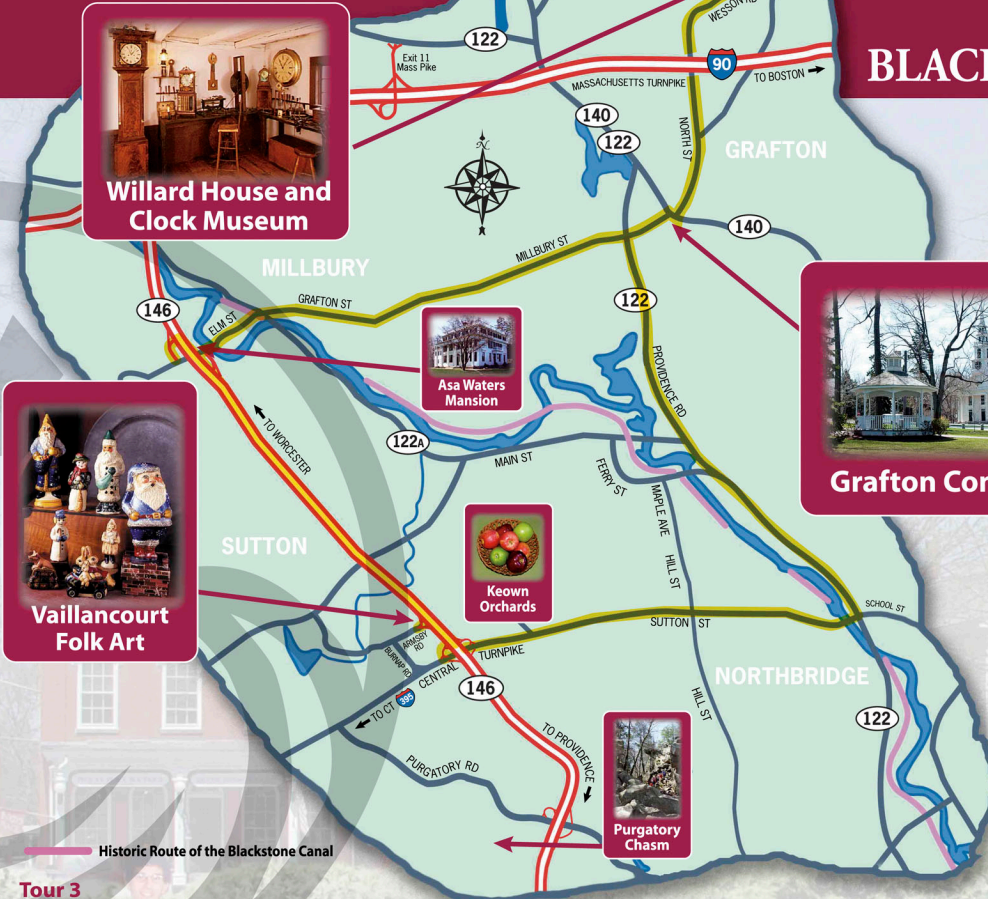 BLAC
WESSON RD
122
Exit 11
Mass Pike
90
MASSACHUSETTS TURNPIKE
TO BOSTON
140
122
NORTH ST
GRAFTON
Willard House and
Clock Museum
N
140
MILLBURY ST
MILLBURY
GRAFTON ST
146
ELM ST
122
Asa Waters
Mansion
PROVIDENCE RD
Grafton Co
TO WORCESTER
122A
MAIN ST
FERRY ST
MAPLE AVE
HILL ST
SUTTON
Keown
Orchards
Vaillancourt
Folk Art
ARMSBY
RD
BURNAP RD
CENTRAL
TURNPIKE
SUTTON ST
SCHOOL ST
NORTHBRIDGE
TO CT
395
146
HILL ST
122
TO PROVIDENCE
PURGATORY RD
Purgatory
Chasm
Historic Route of the Blackstone Canal
Tour 3